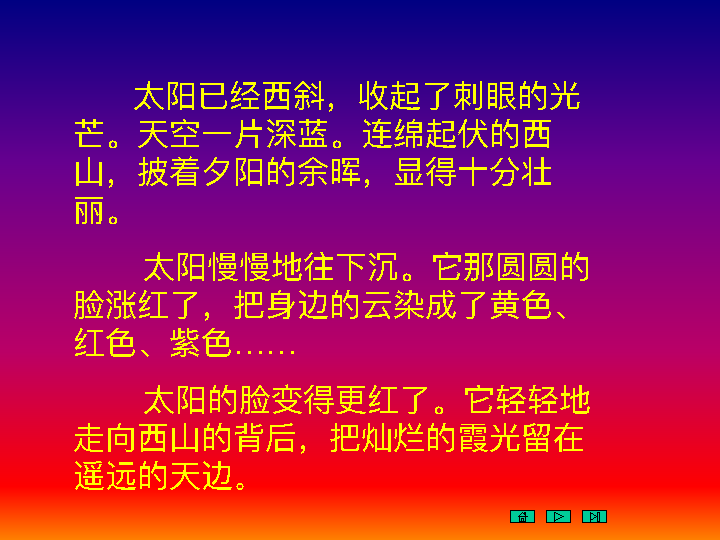 太阳已经西斜，收起了刺眼的光
芒。天空一片深蓝。连绵起伏的西
山，披着夕阳的余晖，显得十分壮
丽。
太阳慢慢地往下沉。它那圆圆的
脸涨红了，把身边的云染成了黄色、
红色、紫色……
太阳的脸变得更红了。它轻轻地
走向西山的背后，把灿烂的霞光留在
遥远的天边。